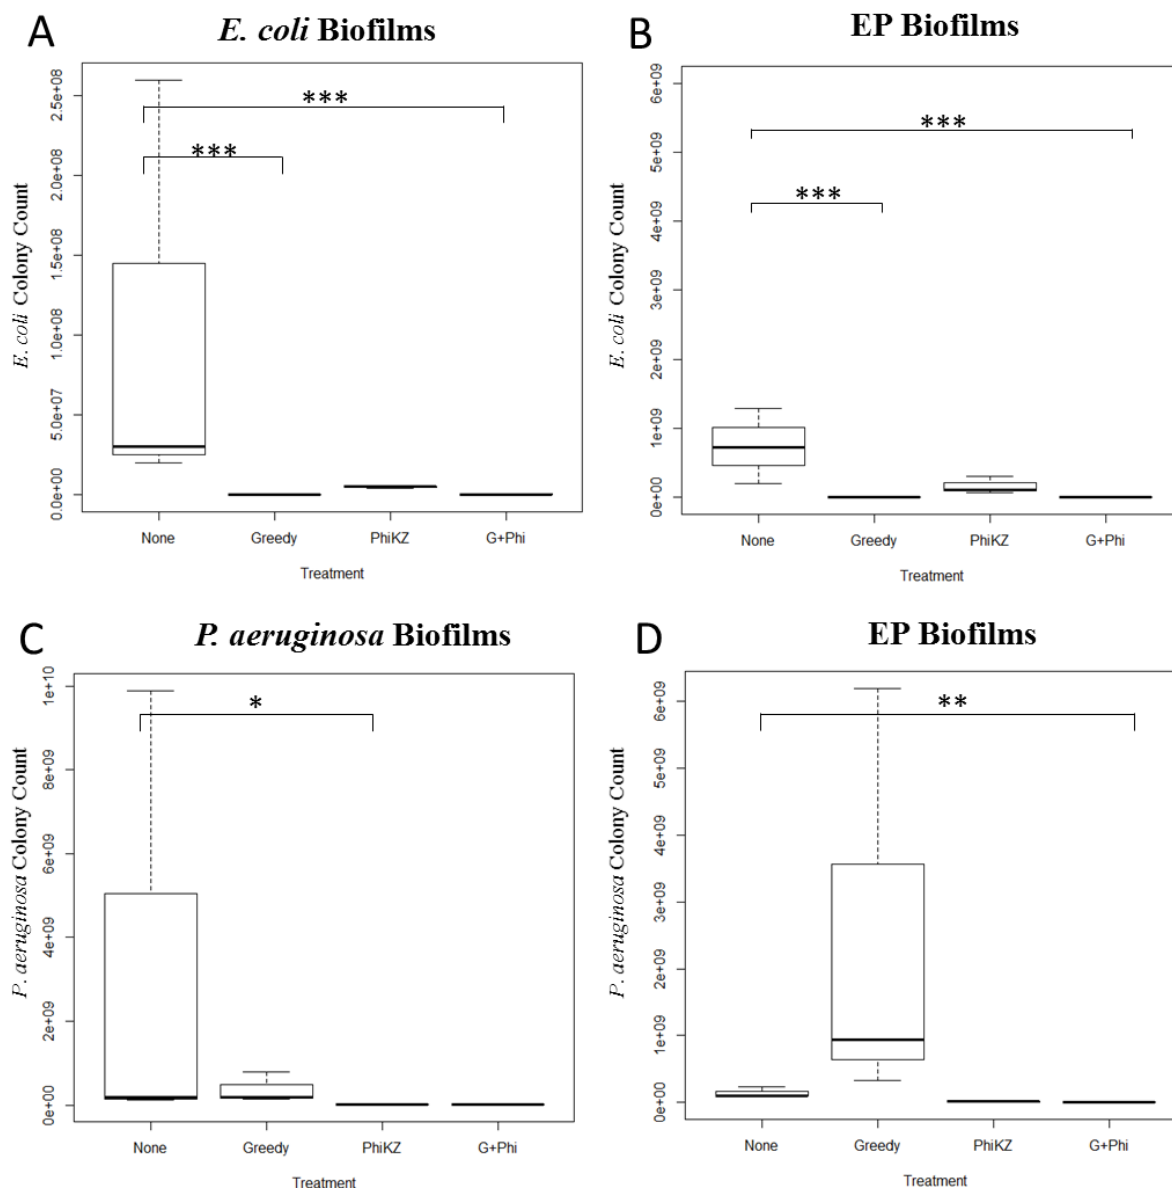 A
E. coli Biofilms
E. coli Colony Count
2.5e+08
2.0e+08
1.5e+08
1.0e+08
5.0e+07
0.0e+00
***
***
None Greedy PhiKZ G+Phi
Treatment
B
EP Biofilms
E. coli Colony Count
6e+09
5e+09
4e+09
3e+09
2e+09
1e+09
0e+00
***
***
None Greedy PhiKZ G+Phi
Treatment
C
P. aeruginosa Biofilms
P. aeruginosa Colony Count
1e+10
8e+09
6e+09
4e+09
2e+09
0e+00
*
None Greedy PhiKZ G+Phi
Treatment
D
EP Biofilms
P. aeruginosa Colony Count
6e+09
5e+09
4e+09
3e+09
2e+09
1e+09
0e+00
**
None Greedy PhiKZ G+Phi
Treatment